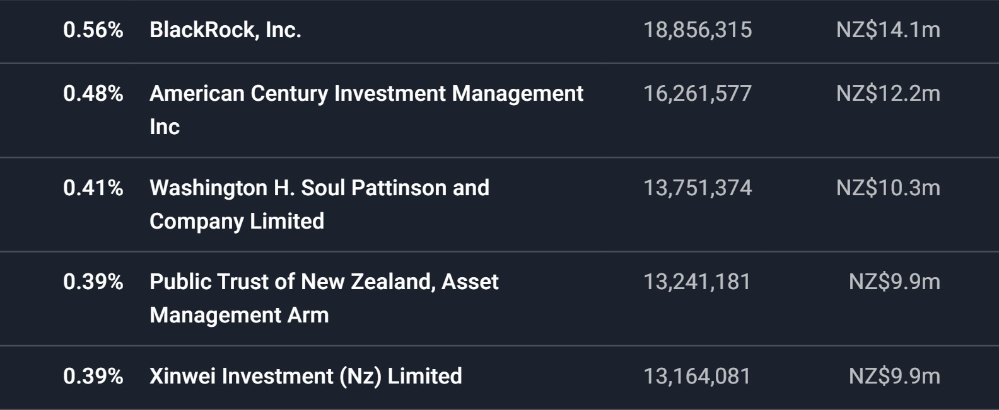 0.56% BlackRock, Inc. 18,856,315 NZ$14.1m
0.48% American Century Investment Management 16,261,577 NZ$12.2m
Inc
0.41% Washington H. Soul Pattinson and 13,751,374 NZ$10.3m
Company Limited
0.39% Public Trust of New Zealand, Asset 13,241,181 NZ$9.9m
Management Arm
0.39% Xinwei Investment (Nz) Limited 13,164,081 NZ$9.9m